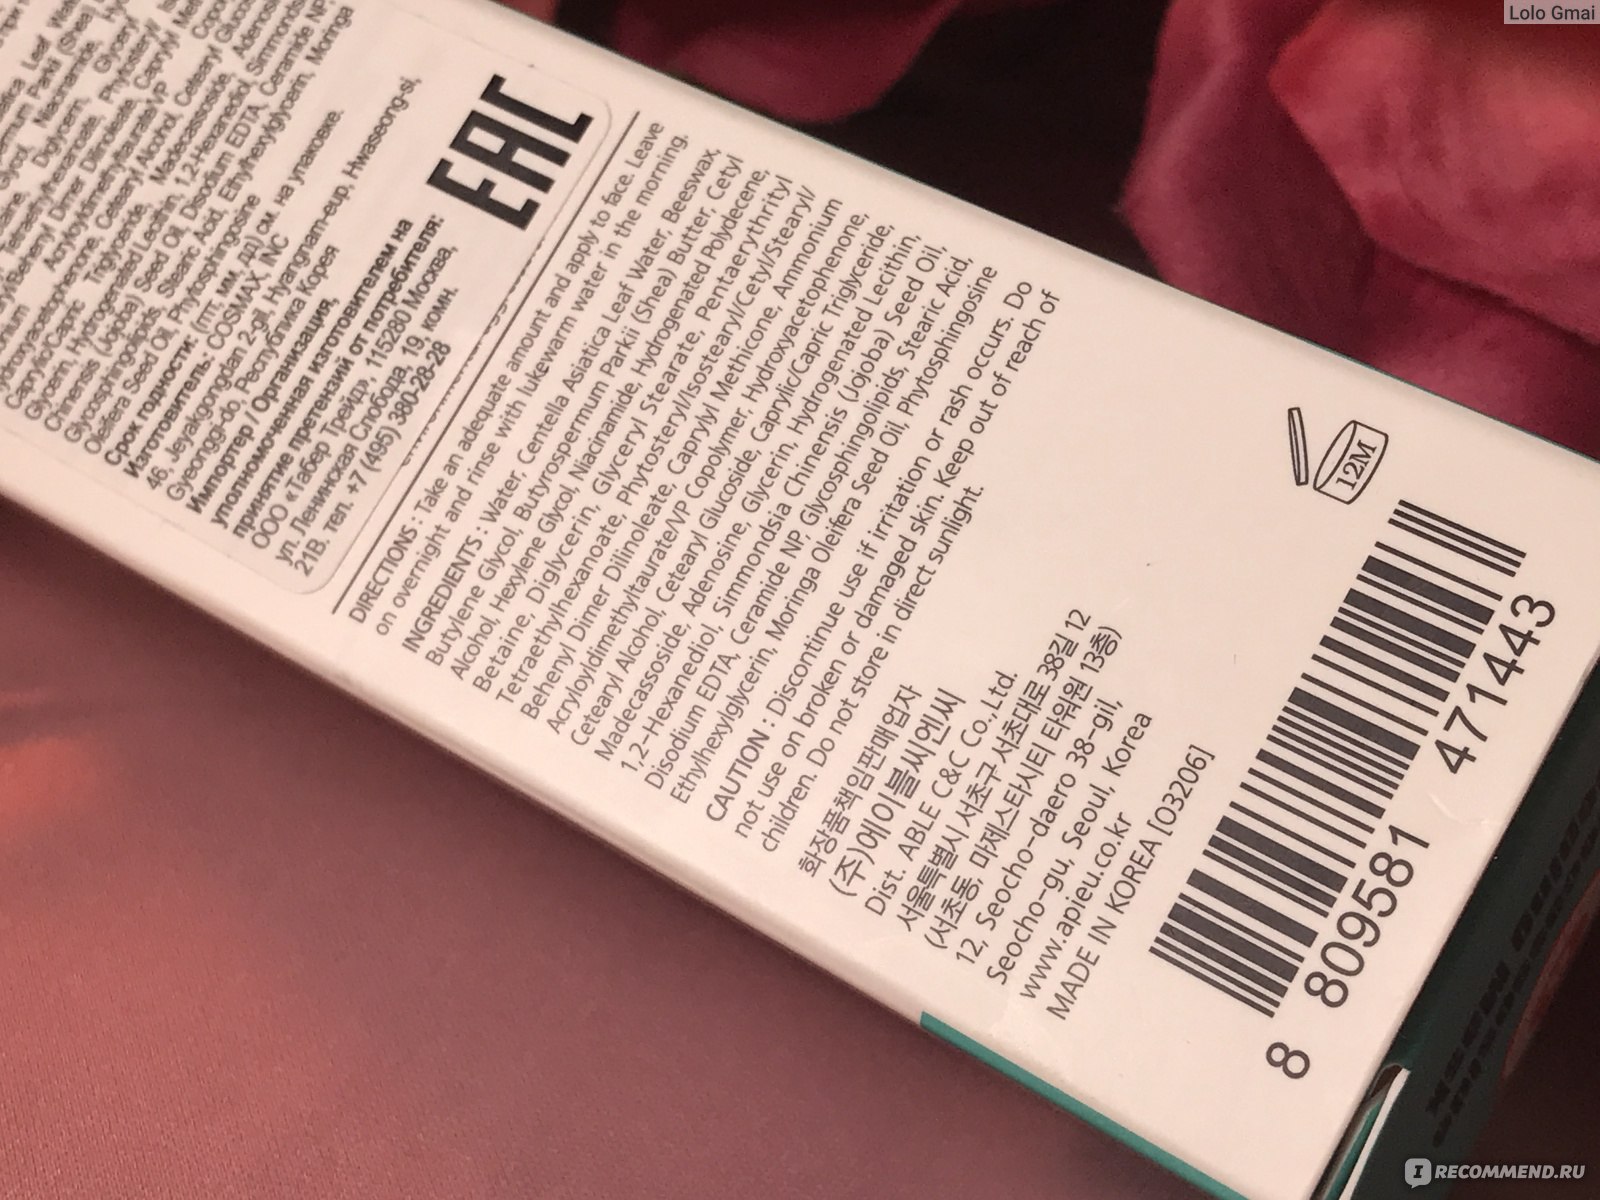 Lolo Gmai
Срок годности: (гггг, мм, дд) см. на упаковке.
Изготовитель: COSMAX, INC
46, Jeyakgongdan 2-gil, Hyangnam-eup, Hwaseong-si,
Gyeonggi-do, Республика Корея
Импортер / Организация,
уполномоченная изготовителем на
принятие претензий от потребителя:
ООО «Табер Трейд», 115280 Москва,
ул. Ленинская Слобода, 19, комн.
21В. тел. +7 (495) 380-28-28
EAC
DIRECTIONS : Take an adequate amount and apply to face. Leave
on overnight and rinse with lukewarm water in the morning.
INGREDIENTS : Water, Centella Asiatica Leaf Water, Beeswax,
Butylene Glycol, Butyrospermum Parkii (Shea) Butter, Cetyl
Alcohol, Hexylene Glycol, Niacinamide, Hydrogenated Polydecene,
Betaine, Diglycerin, Glyceryl Stearate, Pentaerythrityl
Tetraethylhexanoate, Phytosteryl/Isostearyl/Cetyl/Stearyl/
Behenyl Dimer Dilinoleate, Caprylyl Methicone, Ammonium
Acryloyldimethyltaurate/VP Copolymer, Hydroxyacetophenone,
Cetearyl Alcohol, Cetearyl Glucoside, Caprylic/Capric Triglyceride,
Madecassoside, Adenosine, Glycerin, Hydrogenated Lecithin,
1,2-Hexanediol, Simmondsia Chinensis (Jojoba) Seed Oil,
Disodium EDTA, Ceramide NP, Glycosphingolipids, Stearic Acid,
Ethylhexylglycerin, Moringa Oleifera Seed Oil, Phytosphingosine
CAUTION : Discontinue use if irritation or rash occurs. Do
not use on broken or damaged skin. Keep out of reach of
children. Do not store in direct sunlight.
화장품책임판매업자
(주)에이블씨엔씨
Dist. ABLE C&C Co., Ltd.
서울특별시 서초구 서초대로 38길 12
(서초동, 마제스타시티 타워원 13층)
12, Seocho-daero 38-gil,
Seocho-gu, Seoul, Korea
www.apieu.co.kr
MADE IN KOREA [O3206]
12M
8 809581 471443
IRECOMMEND.RU